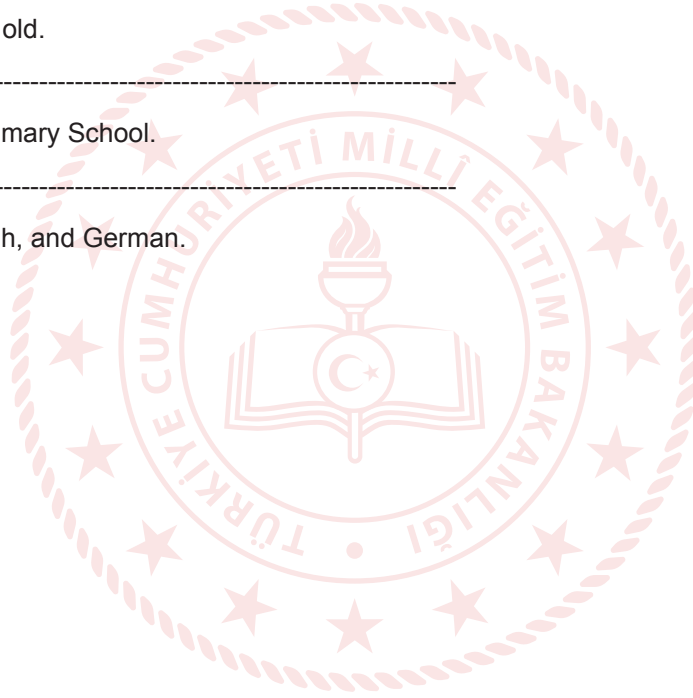 old.
--------------------------------------------------------
mary School.
--------------------------------------------------------
h, and German.
TÜRKİYE CUMHURİYETİ MİLLÎ EĞİTİM BAKANLIĞI